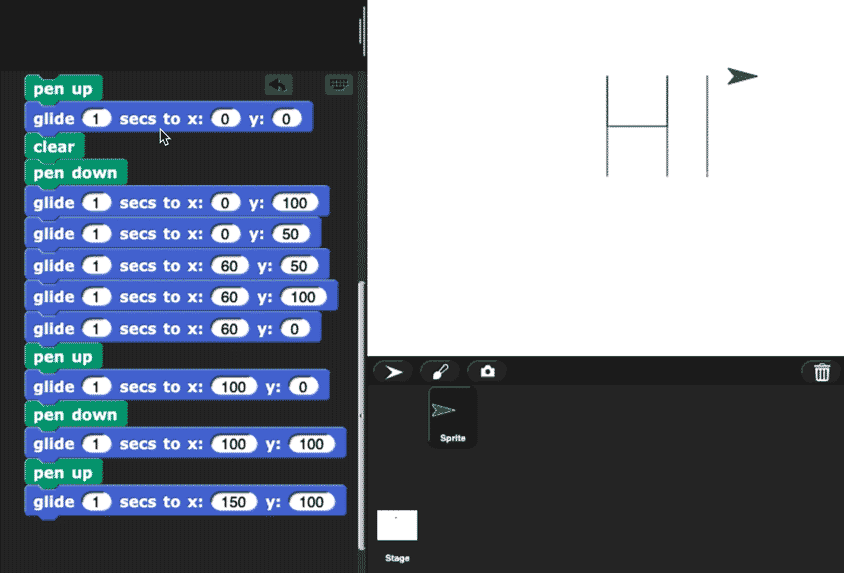 pen up
glide 1 secs to x: 0 y: 0
clear
pen down
glide 1 secs to x: 0 y: 100
glide 1 secs to x: 0 y: 50
glide 1 secs to x: 60 y: 50
glide 1 secs to x: 60 y: 100
glide 1 secs to x: 60 y: 0
pen up
glide 1 secs to x: 100 y: 0
pen down
glide 1 secs to x: 100 y: 100
pen up
glide 1 secs to x: 150 y: 100
HI
Sprite
Stage